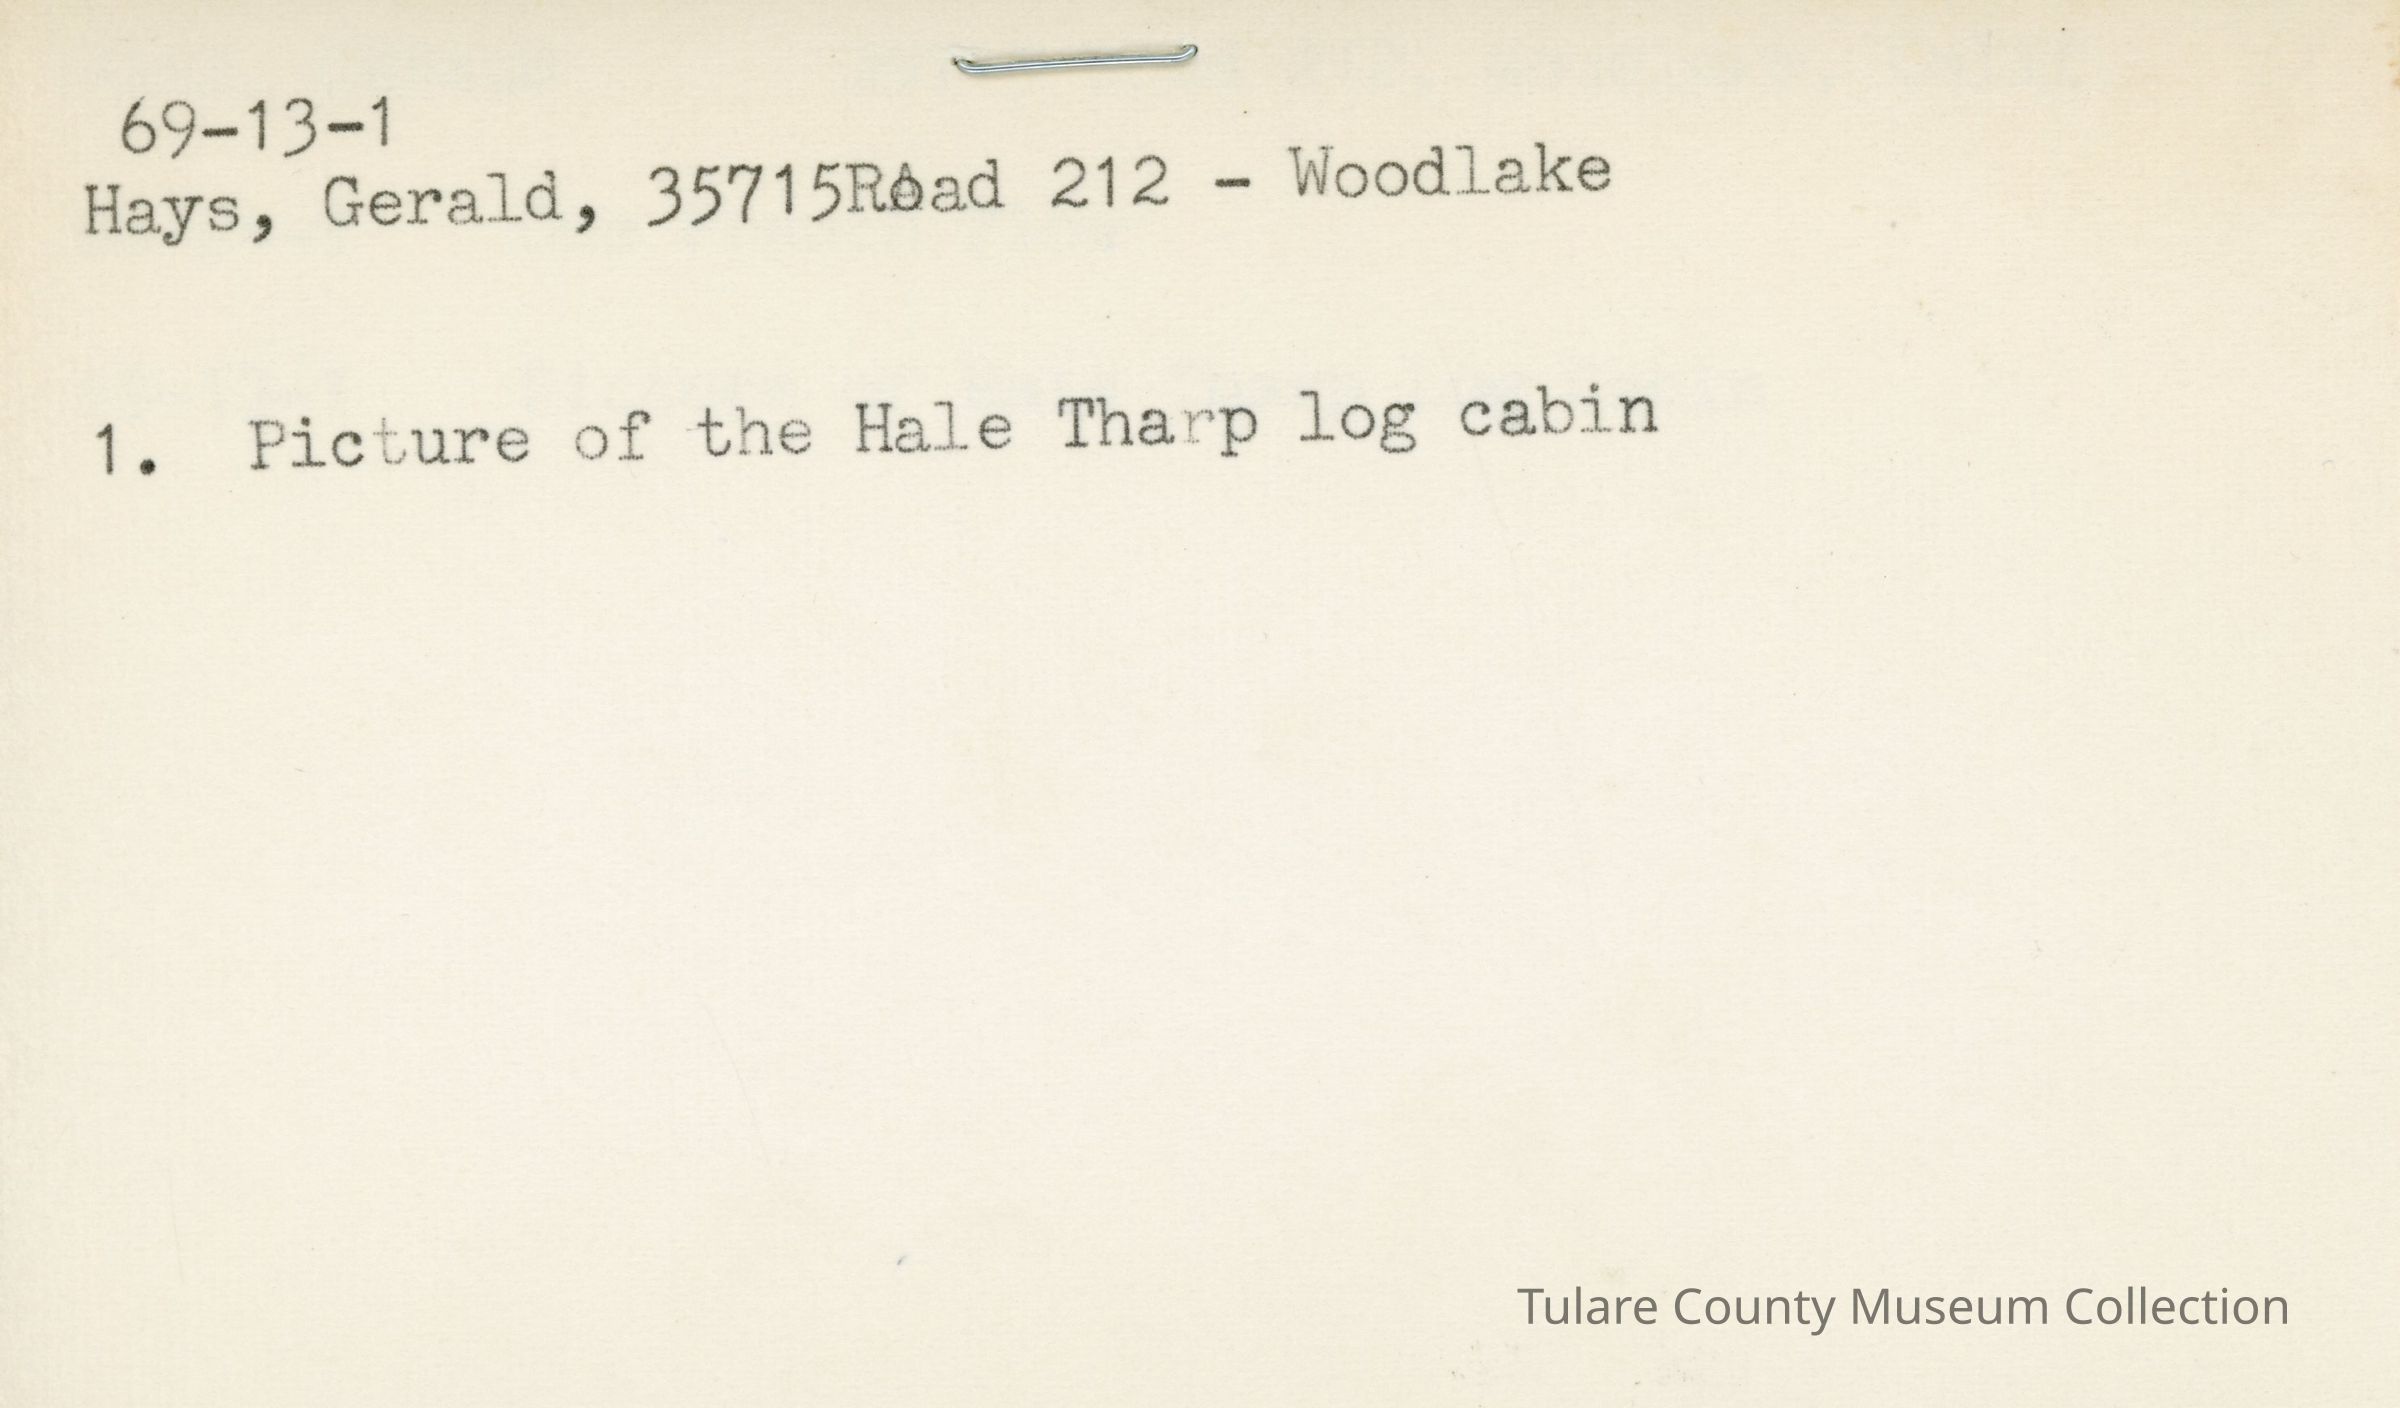 69-13-1
Hays, Gerald, 35715Road 212 - Woodlake
1. Picture of the Hale Tharp log cabin
Tulare County Museum Collection